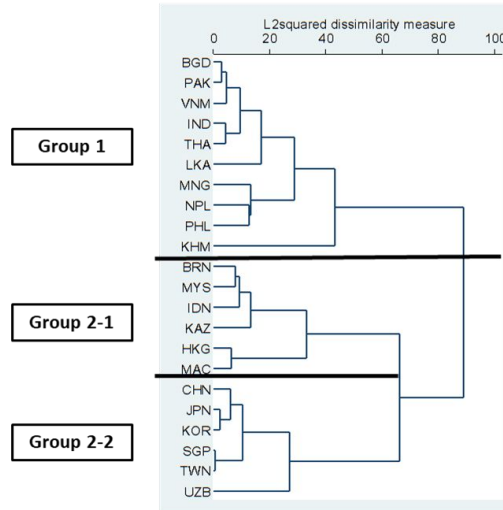 L2squared dissimilarity measure
0 20 40 60 80 100
BGD
PAK
VNM
IND
Group 1
THA
LKA
MNG
NPL
PHL
KHM
BRN
MYS
IDN
Group 2-1
KAZ
HKG
MAC
CHN
JPN
KOR
Group 2-2
SGP
TWN
UZB